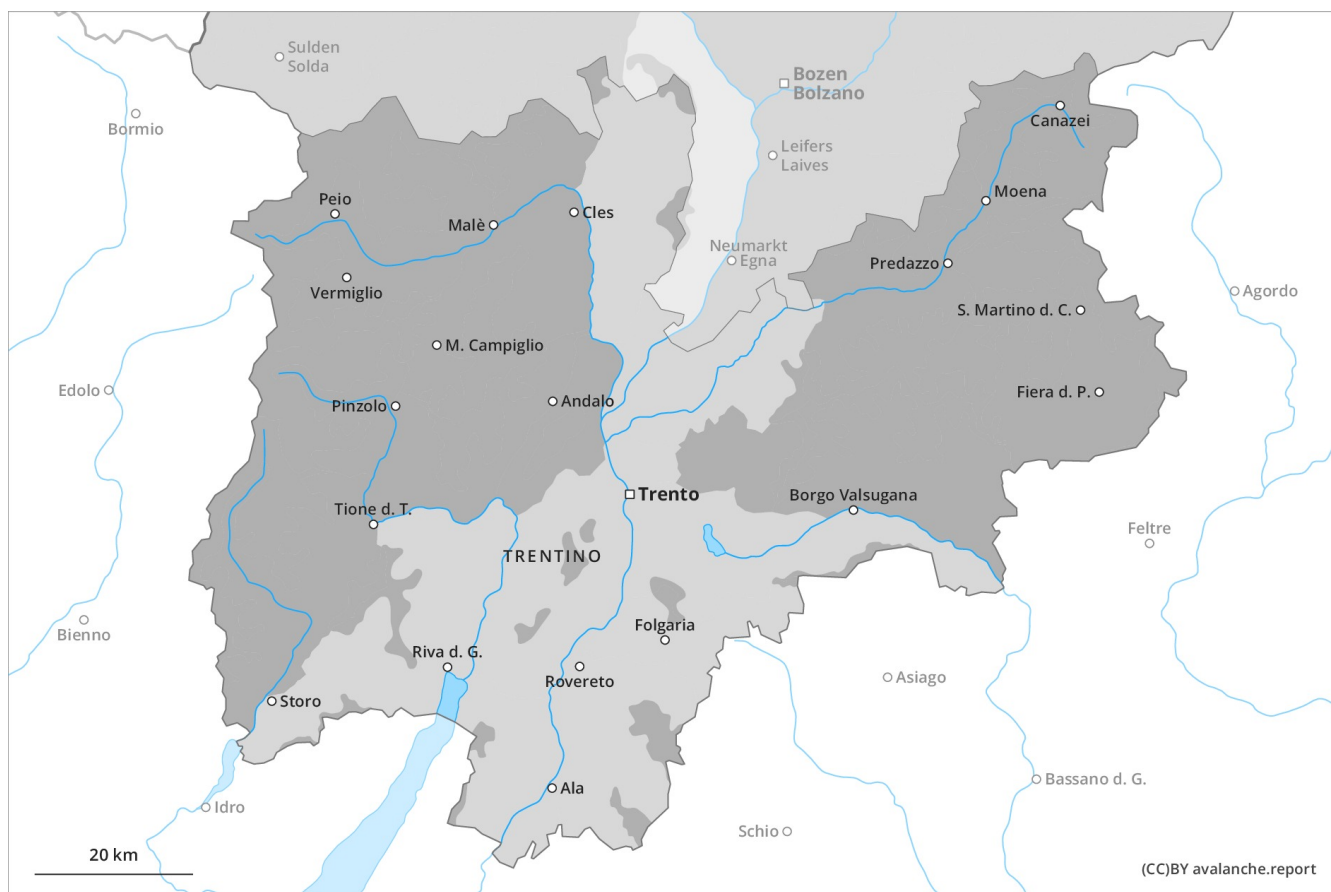 Sulden
Solda
Bozen
Bolzano
Bormio
Canazei
Leifers
Laives
Peio
Moena
Malè
Cles
Neumarkt
Egna
Predazzo
Vermiglio
Agordo
S. Martino d. C.
M. Campiglio
Edolo
Fiera d. P.
Andalo
Pinzolo
Trento
Borgo Valsugana
Tione d. T.
Feltre
TRENTINO
Bienno
Folgaria
Riva d. G.
Asiago
Rovereto
Storo
Bassano d. G.
Ala
Idro
Schio
20 km
(CC)BY avalanche.report